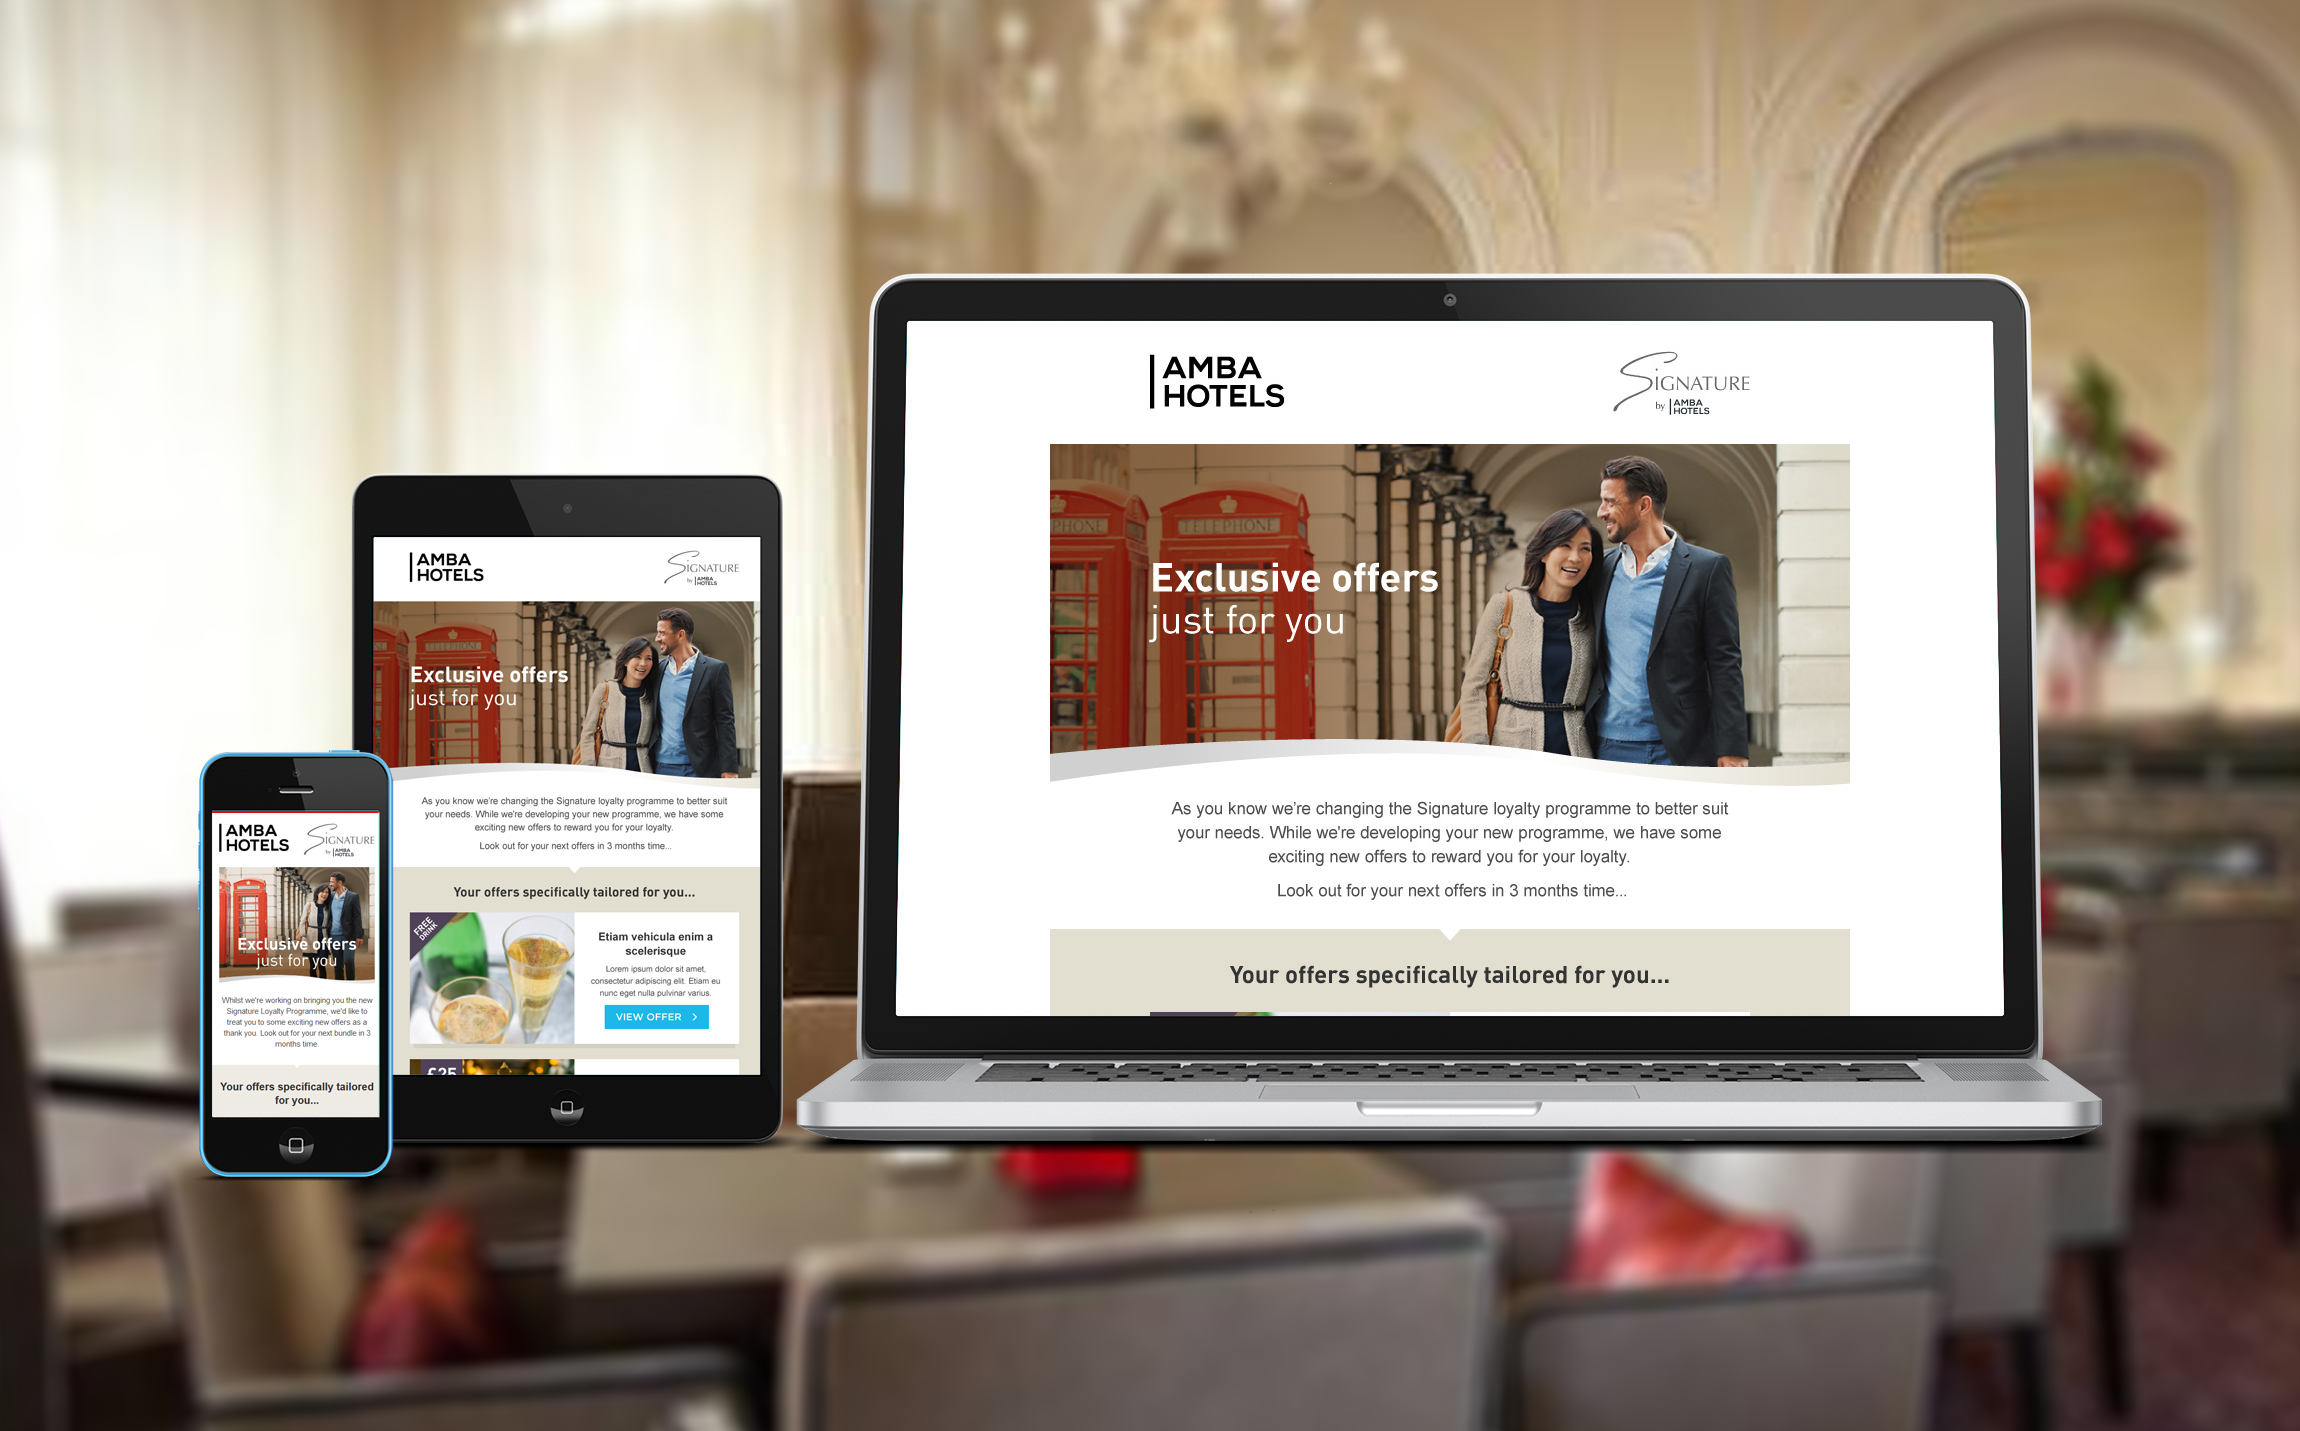 AMBA
HOTELS
SIGNATURE
by AMBA
HOTELS
Exclusive offers
just for you
Whilst we're working on bringing you the new
Signature Loyalty Programme, we'd like to
treat you to some exciting new offers as a
thank you. Look out for your next bundle in 3
months time.
Your offers specifically tailored
for you...
AMBA
HOTELS
SIGNATURE
by AMBA
HOTELS
TELEPHONE
Exclusive offers
just for you
As you know we're changing the Signature loyalty programme to better suit
your needs. While we're developing your new programme, we have some
exciting new offers to reward you for your loyalty.
Look out for your next offers in 3 months time...
Your offers specifically tailored for you...
FREE
DRINK
Etiam vehicula enim a
scelerisque
Lorem ipsum dolor sit amet,
consectetur adipiscing elit. Etiam eu
nunc eget nulla pulvinar varius.
VIEW OFFER
£25
AMBA
HOTELS
SIGNATURE
by AMBA
HOTELS
PHONE
TELEPHONE
Exclusive offers
just for you
As you know we're changing the Signature loyalty programme to better suit
your needs. While we're developing your new programme, we have some
exciting new offers to reward you for your loyalty.
Look out for your next offers in 3 months time...
Your offers specifically tailored for you...